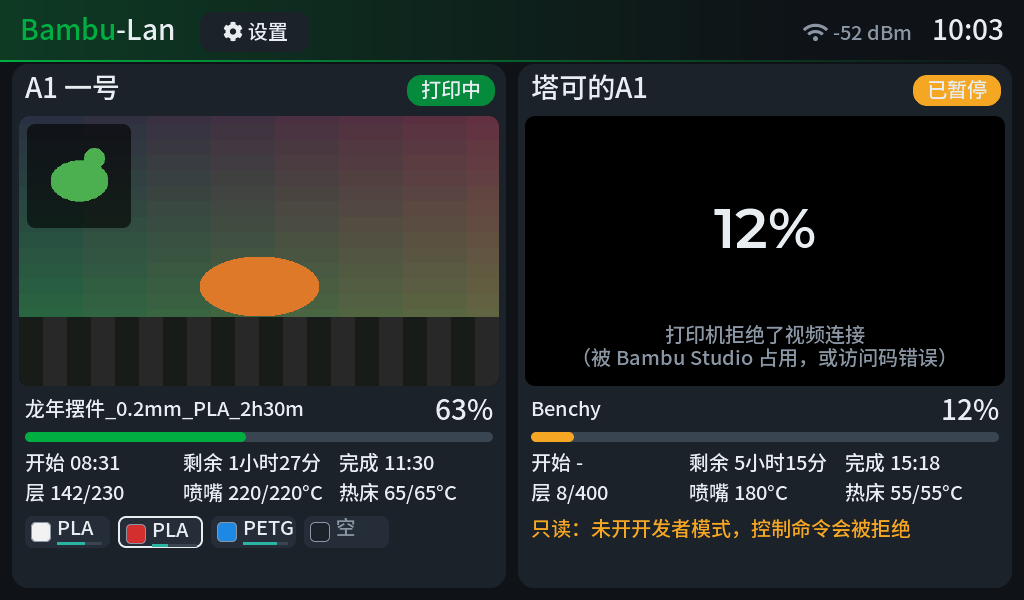 Bambu-Lan
设置
-52 dBm
10:03
A1 一号
打印中
龙年摆件_0.2mm_PLA_2h30m
63%
开始 08:31
剩余 1小时27分
完成 11:30
层 142/230
喷嘴 220/220°C
热床 65/65°C
PLA
PLA
PETG
空
塔可的A1
已暂停
12%
打印机拒绝了视频连接
（被 Bambu Studio 占用，或访问码错误）
Benchy
12%
开始 -
剩余 5小时15分
完成 15:18
层 8/400
喷嘴 180°C
热床 55/55°C
只读：未开开发者模式，控制命令会被拒绝